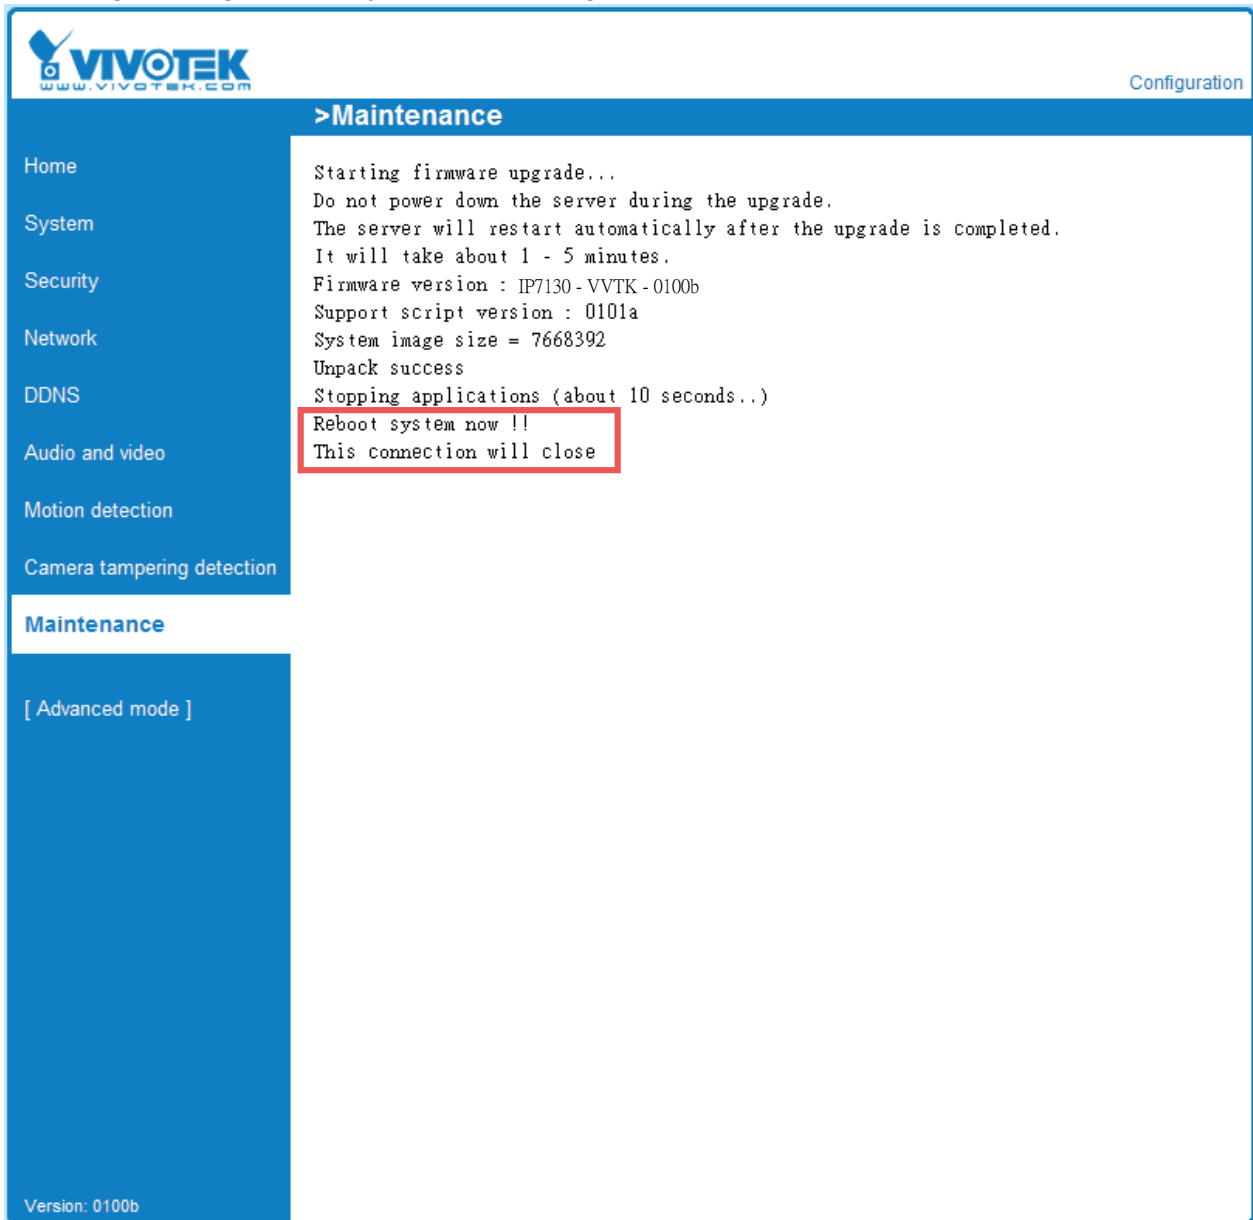 VIVOTEK
www.vivotek.com
Configuration
>Maintenance
Home
System
Security
Network
DDNS
Audio and video
Motion detection
Camera tampering detection
Maintenance
[ Advanced mode ]
Version: 0100b
Starting firmware upgrade...
Do not power down the server during the upgrade.
The server will restart automatically after the upgrade is completed.
It will take about 1 - 5 minutes.
Firmware version : IP7130 - VVTK - 0100b
Support script version : 0101a
System image size = 7668392
Unpack success
Stopping applications (about 10 seconds..)
Reboot system now !!
This connection will close